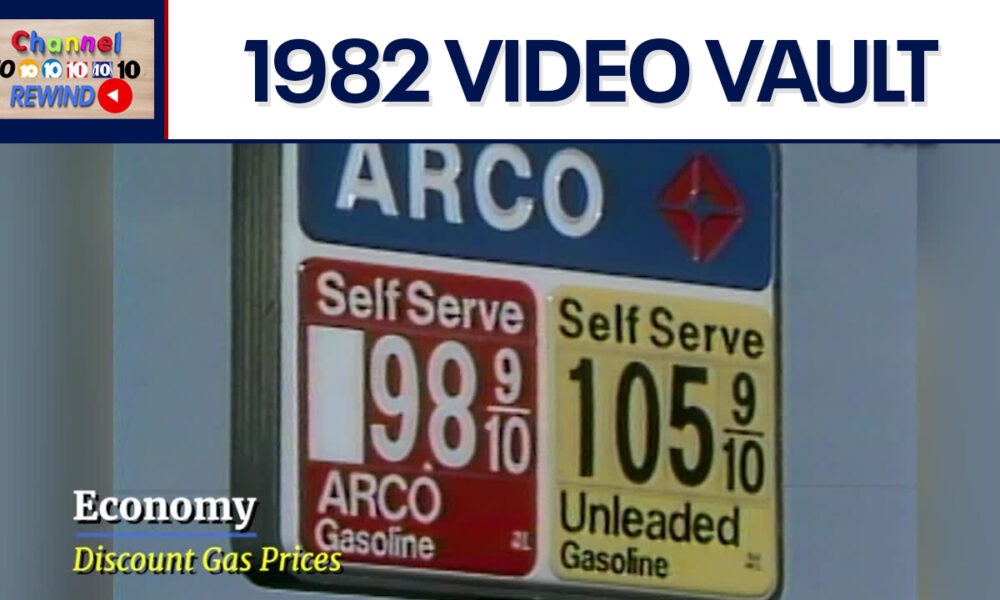 Channel
10 10 10 10 10
REWIND
1982 VIDEO VAULT
ARCO
Self Serve
98 9/10
ARCO
Gasoline
Self Serve
105 9/10
Unleaded
Gasoline
Economy
Discount Gas Prices